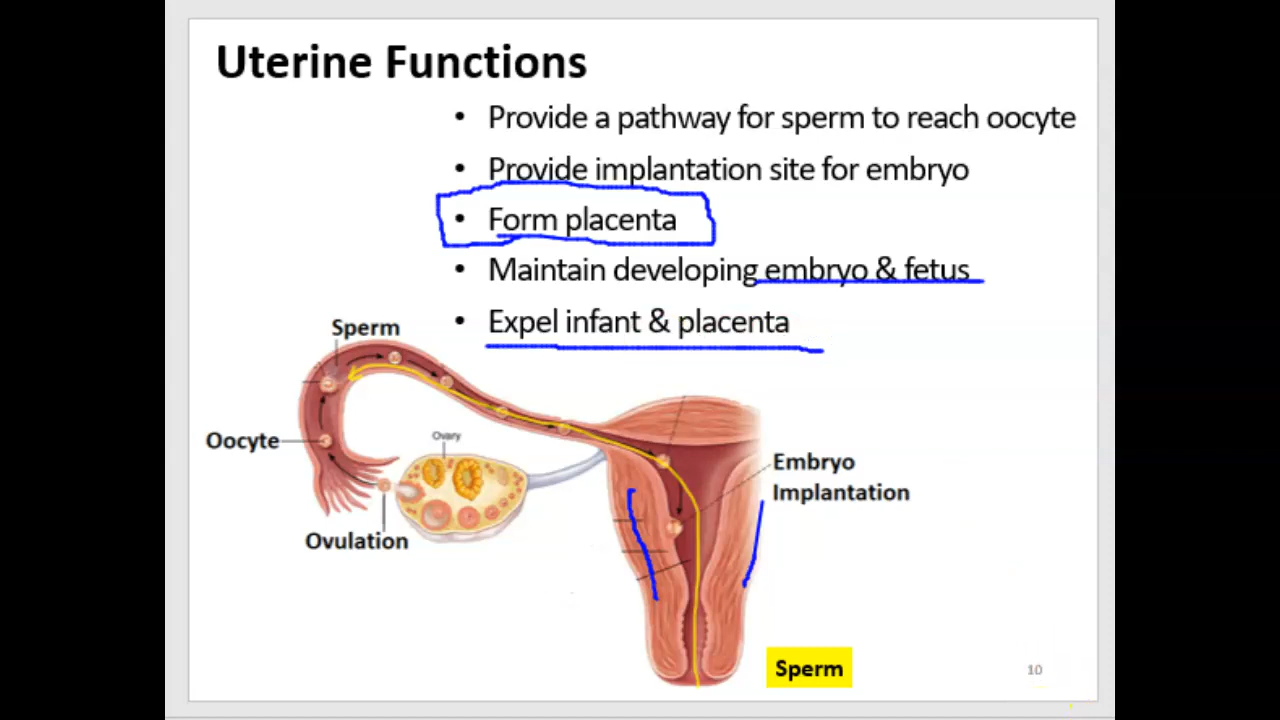 Uterine Functions
• Provide a pathway for sperm to reach oocyte
• Provide implantation site for embryo
• Form placenta
• Maintain developing embryo & fetus
• Expel infant & placenta
Sperm
Oocyte
Ovary
Ovulation
Embryo
Implantation
Sperm
10